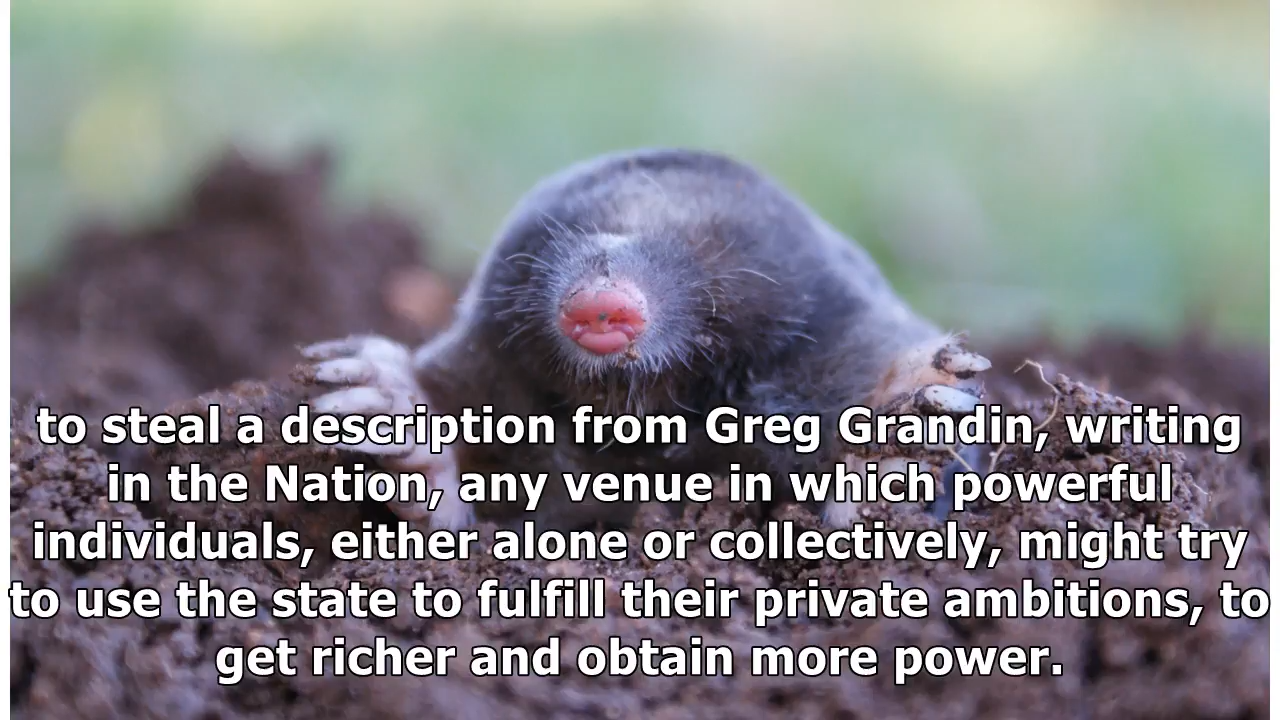 to steal a description from Greg Grandin, writing
in the Nation, any venue in which powerful
individuals, either alone or collectively, might try
to use the state to fulfill their private ambitions, to
get richer and obtain more power.